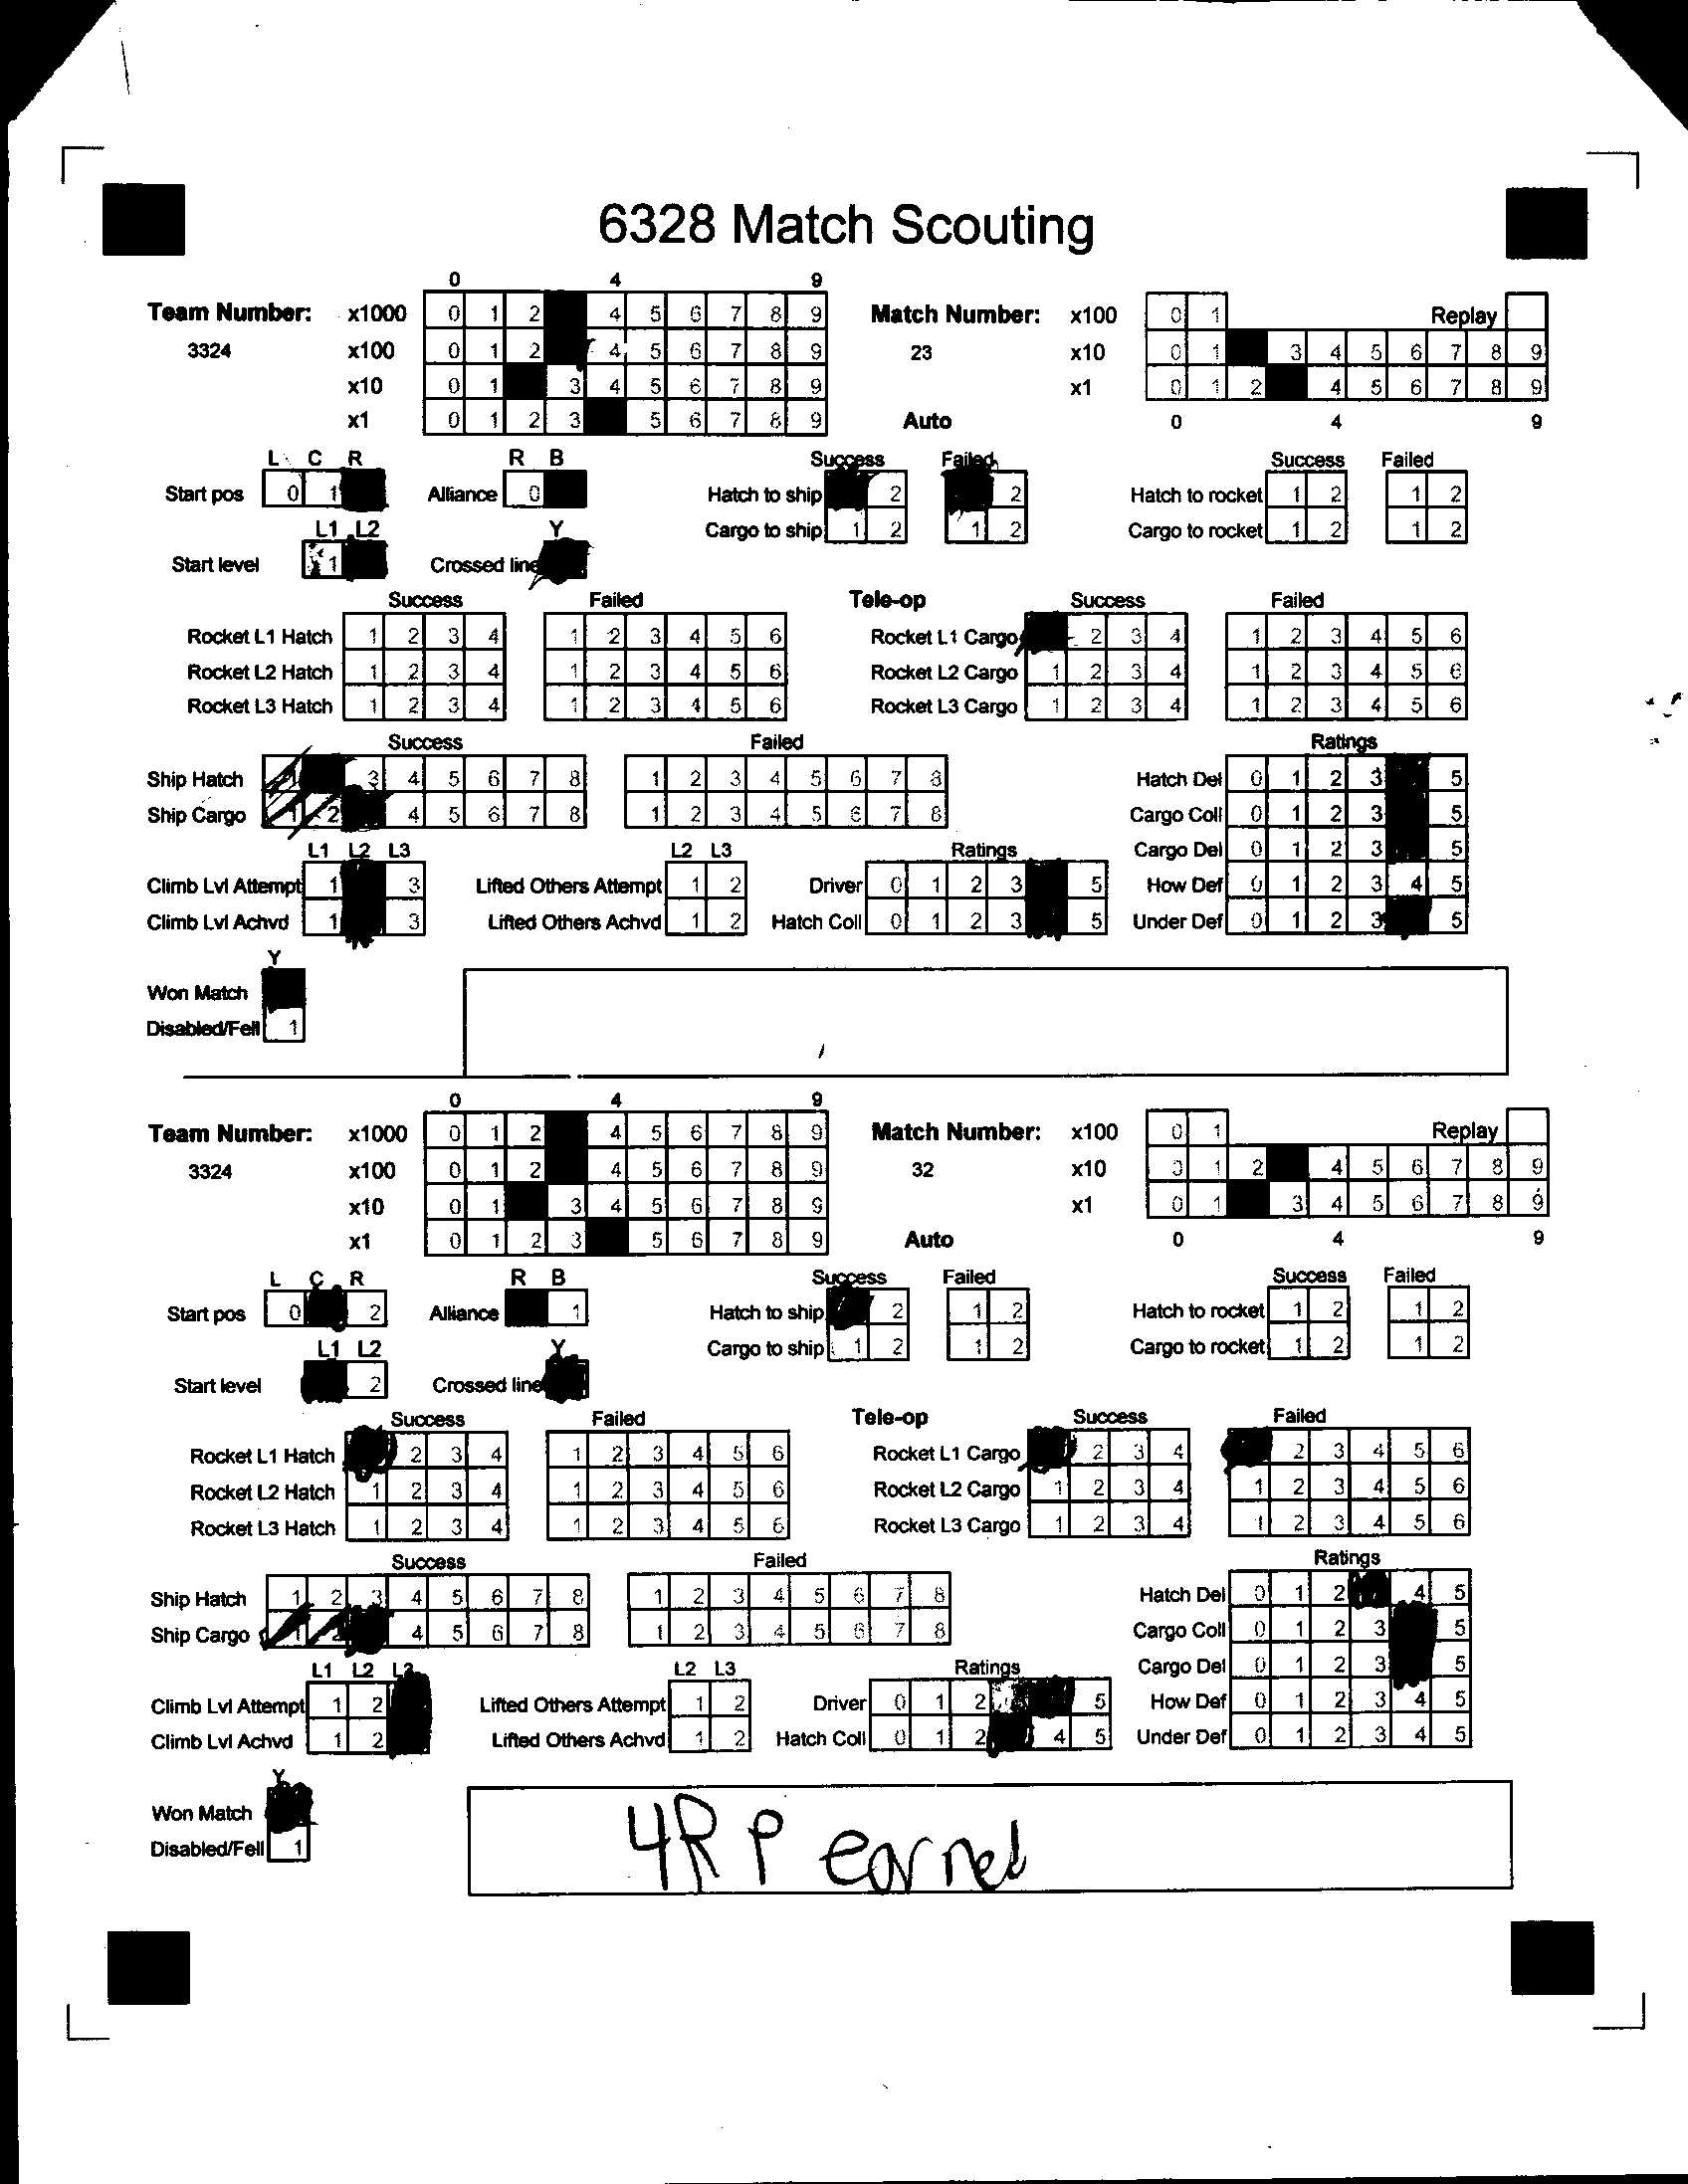 6328 Match Scouting
0 4 9
Team Number: x1000 0 1 2 4 5 6 7 8 9 Match Number: x100 0 1 Replay
3324 x100 0 1 2 4 5 6 7 8 9 23 x10 0 1 3 4 5 6 7 8 9
x10 0 1 3 4 5 6 7 8 9 x1 0 1 2 4 5 6 7 8 9
x1 0 1 2 3 5 6 7 8 9 Auto 0 4 9
L C R R B Success Failed Success Failed
Start pos 0 1 Alliance 0 Hatch to ship 2 2 Hatch to rocket 1 2 1 2
L1 L2 Y Cargo to ship 1 2 1 2 Cargo to rocket 1 2 1 2
Start level 1 Crossed line
Success Failed Tele-op Success Failed
Rocket L1 Hatch 1 2 3 4 1 2 3 4 5 6 Rocket L1 Cargo 2 3 4 1 2 3 4 5 6
Rocket L2 Hatch 1 2 3 4 1 2 3 4 5 6 Rocket L2 Cargo 1 2 3 4 1 2 3 4 5 6
Rocket L3 Hatch 1 2 3 4 1 2 3 4 5 6 Rocket L3 Cargo 1 2 3 4 1 2 3 4 5 6
Success Failed Ratings
Ship Hatch 3 4 5 6 7 8 1 2 3 4 5 6 7 8 Hatch Del 0 1 2 3 5
Ship Cargo 1 2 4 5 6 7 8 1 2 3 4 5 6 7 8 Cargo Coll 0 1 2 3 5
L1 L2 L3 L2 L3 Ratings Cargo Del 0 1 2 3 5
Climb Lvl Attempt 1 3 Lifted Others Attempt 1 2 Driver 0 1 2 3 5 How Def 0 1 2 3 4 5
Climb Lvl Achvd 1 3 Lifted Others Achvd 1 2 Hatch Coll 0 1 2 3 5 Under Def 0 1 2 3 5
Y
Won Match
Disabled/Fell 1
0 4 9
Team Number: x1000 0 1 2 4 5 6 7 8 9 Match Number: x100 0 1 Replay
3324 x100 0 1 2 4 5 6 7 8 9 32 x10 0 1 2 4 5 6 7 8 9
x10 0 1 3 4 5 6 7 8 9 x1 0 1 3 4 5 6 7 8 9
x1 0 1 2 3 5 6 7 8 9 Auto 0 4 9
L C R R B Success Failed Success Failed
Start pos 0 2 Alliance 1 Hatch to ship 2 1 2 Hatch to rocket 1 2 1 2
L1 L2 Y Cargo to ship 1 2 1 2 Cargo to rocket 1 2 1 2
Start level 2 Crossed line
Success Failed Tele-op Success Failed
Rocket L1 Hatch 2 3 4 1 2 3 4 5 6 Rocket L1 Cargo 2 3 4 2 3 4 5 6
Rocket L2 Hatch 1 2 3 4 1 2 3 4 5 6 Rocket L2 Cargo 1 2 3 4 1 2 3 4 5 6
Rocket L3 Hatch 1 2 3 4 1 2 3 4 5 6 Rocket L3 Cargo 1 2 3 4 1 2 3 4 5 6
Success Failed Ratings
Ship Hatch 1 2 3 4 5 6 7 8 1 2 3 4 5 6 7 8 Hatch Del 0 1 2 4 5
Ship Cargo 1 2 4 5 6 7 8 1 2 3 4 5 6 7 8 Cargo Coll 0 1 2 3 5
L1 L2 L3 L2 L3 Ratings Cargo Del 0 1 2 3 5
Climb Lvl Attempt 1 2 Lifted Others Attempt 1 2 Driver 0 1 2 5 How Def 0 1 2 3 4 5
Climb Lvl Achvd 1 2 Lifted Others Achvd 1 2 Hatch Coll 0 1 2 4 5 Under Def 0 1 2 3 4 5
Y
Won Match
Disabled/Fell 1
4RP earned